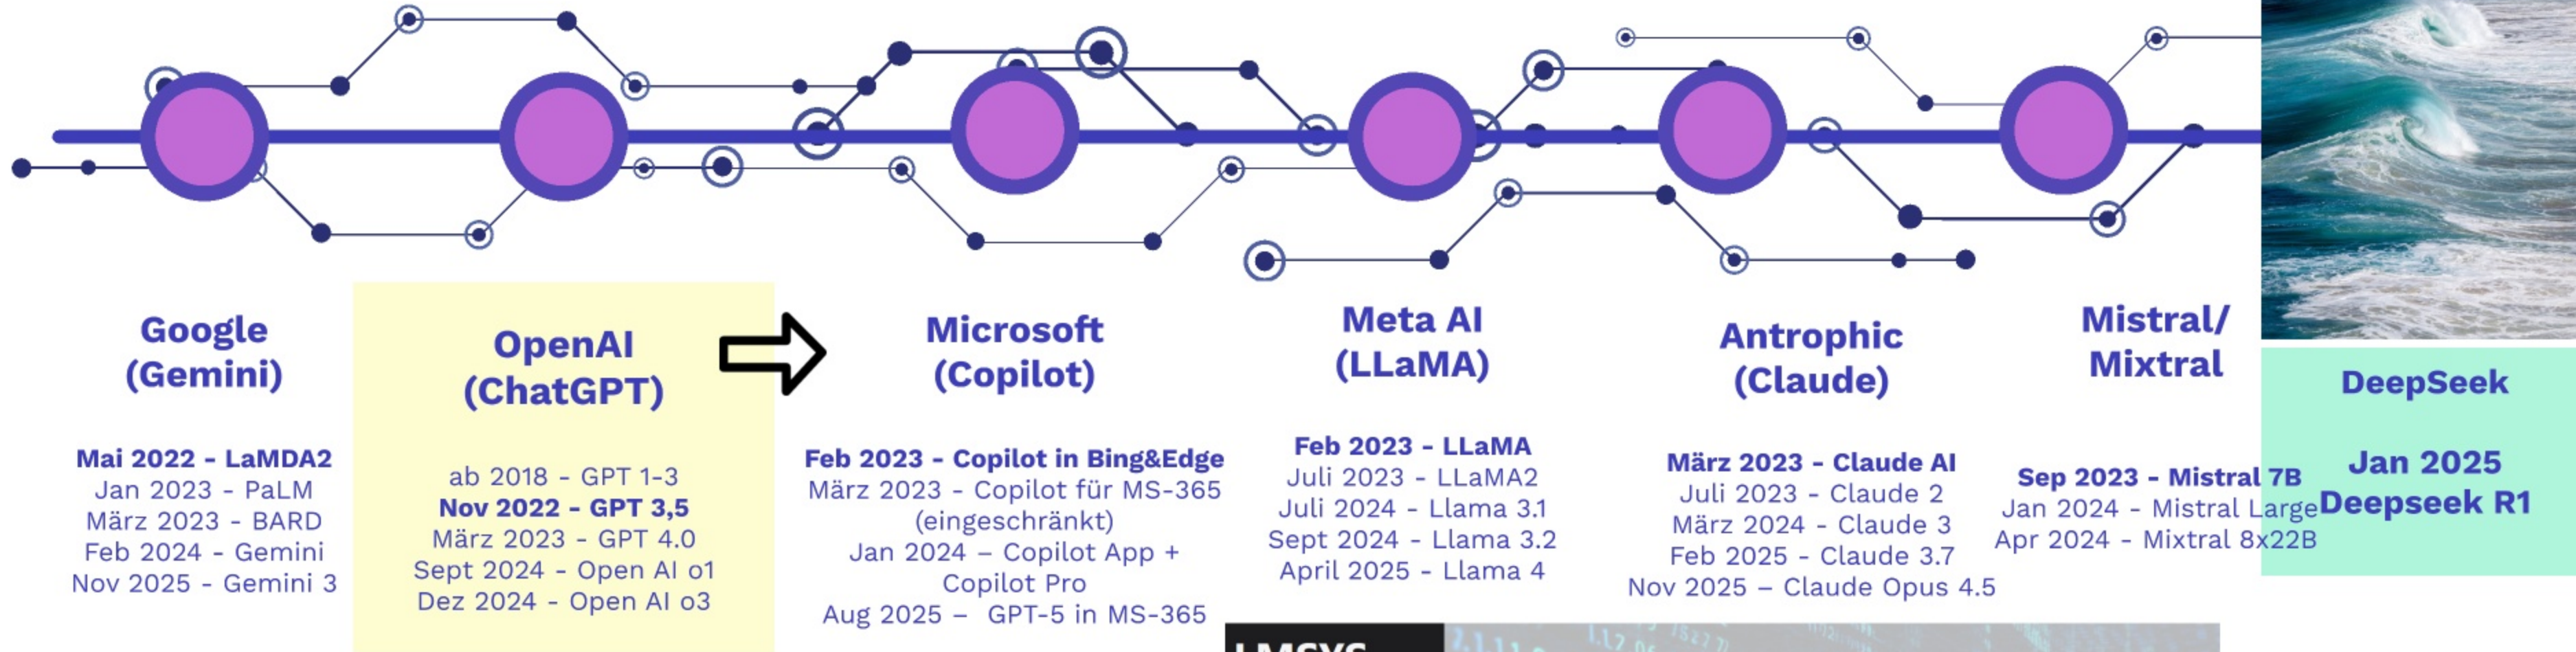 Google
(Gemini)
Mai 2022 - LaMDA2
Jan 2023 - PaLM
März 2023 - BARD
Feb 2024 - Gemini
Nov 2025 - Gemini 3
OpenAI
(ChatGPT)
ab 2018 - GPT 1-3
Nov 2022 - GPT 3,5
März 2023 - GPT 4.0
Sept 2024 - Open AI o1
Dez 2024 - Open AI o3
Microsoft
(Copilot)
Feb 2023 - Copilot in Bing&Edge
März 2023 - Copilot für MS-365
(eingeschränkt)
Jan 2024 – Copilot App +
Copilot Pro
Aug 2025 – GPT-5 in MS-365
Meta AI
(LLaMA)
Feb 2023 - LLaMA
Juli 2023 - LLaMA2
Juli 2024 - Llama 3.1
Sept 2024 - Llama 3.2
April 2025 - Llama 4
Antrophic
(Claude)
März 2023 - Claude AI
Juli 2023 - Claude 2
März 2024 - Claude 3
Feb 2025 - Claude 3.7
Nov 2025 – Claude Opus 4.5
Mistral/
Mixtral
Sep 2023 - Mistral 7B
Jan 2024 - Mistral Large
Apr 2024 - Mixtral 8x22B
DeepSeek
Jan 2025
Deepseek R1
LMSYS